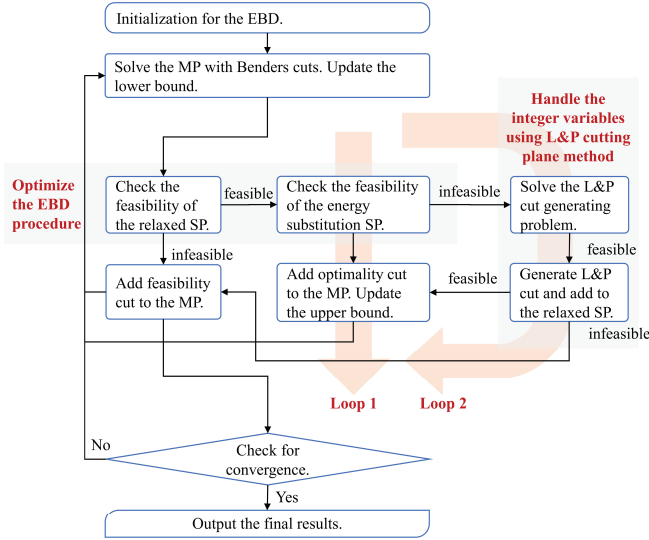 Initialization for the EBD.
Solve the MP with Benders cuts. Update the
lower bound.
Handle the
integer variables
using L&P cutting
plane method
Optimize
the EBD
procedure
Check the
feasibility of
the relaxed SP.
feasible
Check the feasibility
of the energy
substitution SP.
infeasible
Solve the L&P
cut generating
problem.
infeasible
feasible
Add feasibility
cut to the MP.
Add optimality cut
to the MP. Update
the upper bound.
feasible
Generate L&P
cut and add to
the relaxed SP.
infeasible
Loop 1
Loop 2
No
Check for
convergence.
Yes
Output the final results.